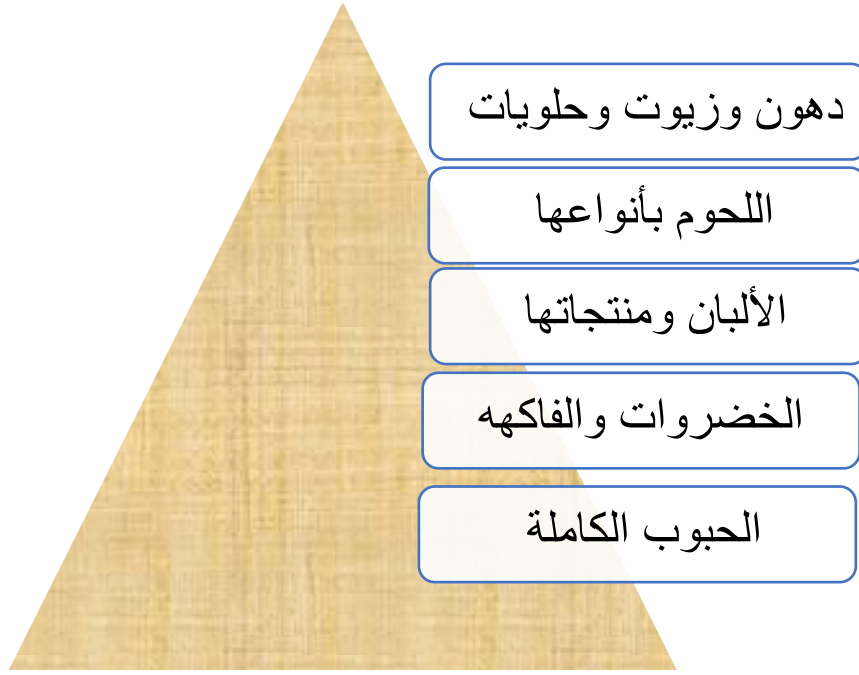 دهون وزيوت وحلويات
اللحوم بأنواعها
الألبان ومنتجاتها
الخضروات والفاكهه
الحبوب الكاملة